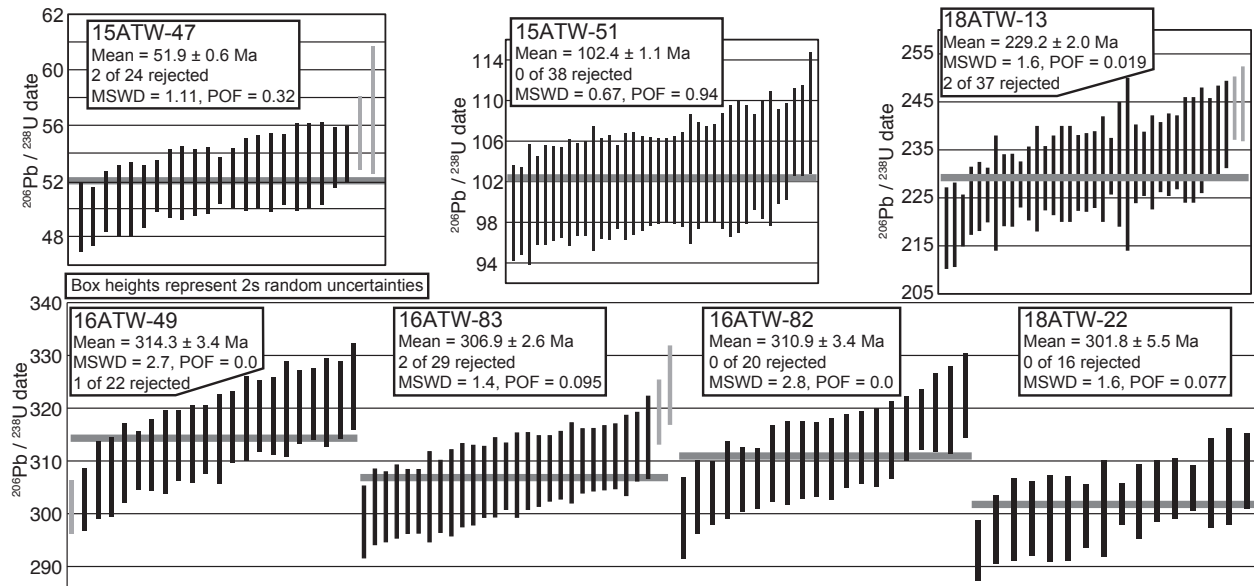 62
60
56
52
48
206Pb / 238U date
15ATW-47
Mean = 51.9 ± 0.6 Ma
2 of 24 rejected
MSWD = 1.11, POF = 0.32
114
110
106
102
98
94
206Pb / 238U date
15ATW-51
Mean = 102.4 ± 1.1 Ma
0 of 38 rejected
MSWD = 0.67, POF = 0.94
255
245
235
225
215
205
206Pb / 238U date
18ATW-13
Mean = 229.2 ± 2.0 Ma
MSWD = 1.6, POF = 0.019
2 of 37 rejected
Box heights represent 2s random uncertainties
340
330
320
310
300
290
206Pb / 238U date
16ATW-49
Mean = 314.3 ± 3.4 Ma
MSWD = 2.7, POF = 0.0
1 of 22 rejected
16ATW-83
Mean = 306.9 ± 2.6 Ma
2 of 29 rejected
MSWD = 1.4, POF = 0.095
16ATW-82
Mean = 310.9 ± 3.4 Ma
0 of 20 rejected
MSWD = 2.8, POF = 0.0
18ATW-22
Mean = 301.8 ± 5.5 Ma
0 of 16 rejected
MSWD = 1.6, POF = 0.077